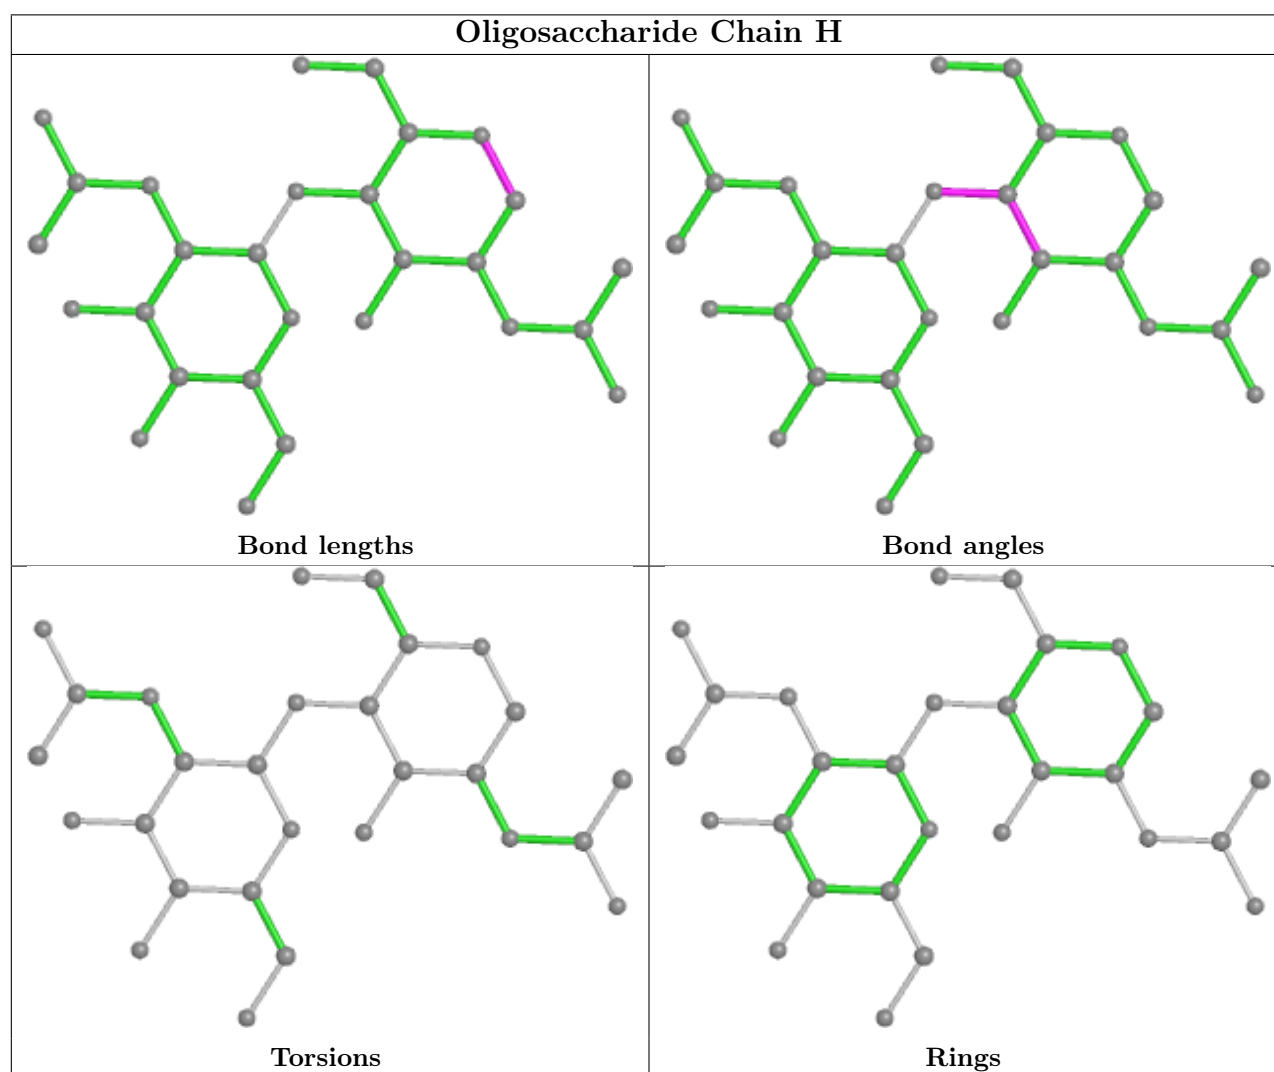 Oligosaccharide Chain H
Bond lengths
Bond angles
Torsions
Rings